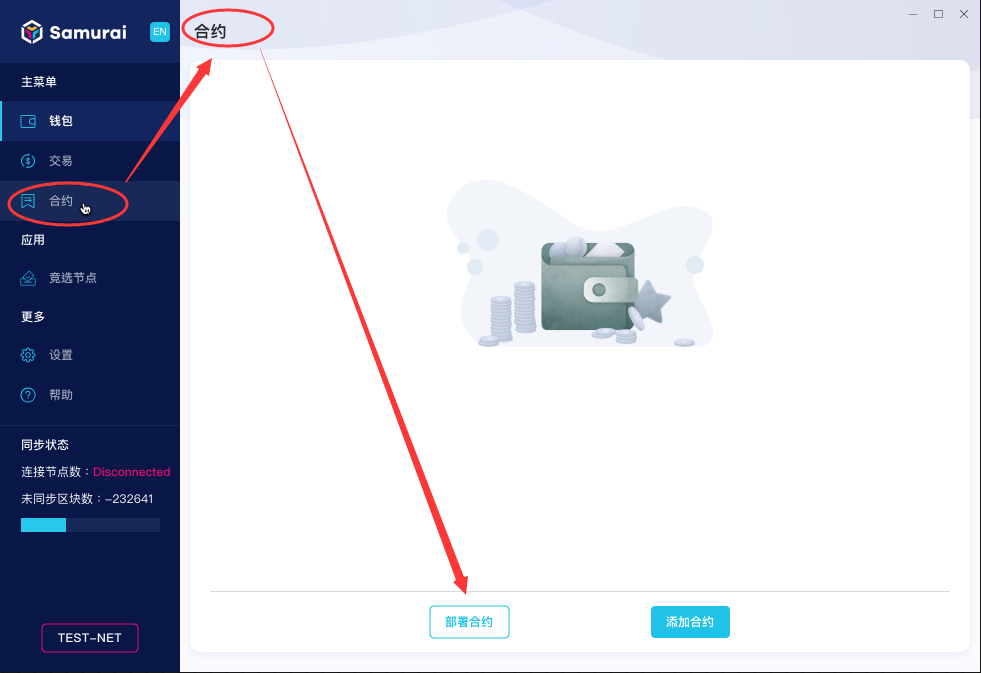 Samurai
EN
主菜单
钱包
交易
合约
应用
竞选节点
更多
设置
帮助
同步状态
连接节点数：Disconnected
未同步区块数：-232641
TEST-NET
合约
部署合约
添加合约